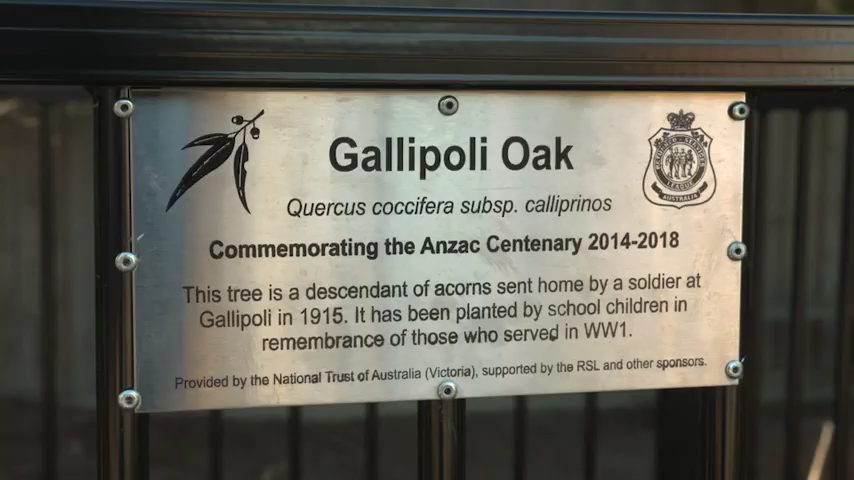 Gallipoli Oak
Quercus coccifera subsp. calliprinos
Commemorating the Anzac Centenary 2014-2018
This tree is a descendant of acorns sent home by a soldier at
Gallipoli in 1915. It has been planted by school children in
remembrance of those who served in WW1.
Provided by the National Trust of Australia (Victoria), supported by the RSL and other sponsors.
LEAGUE
AUSTRALIA